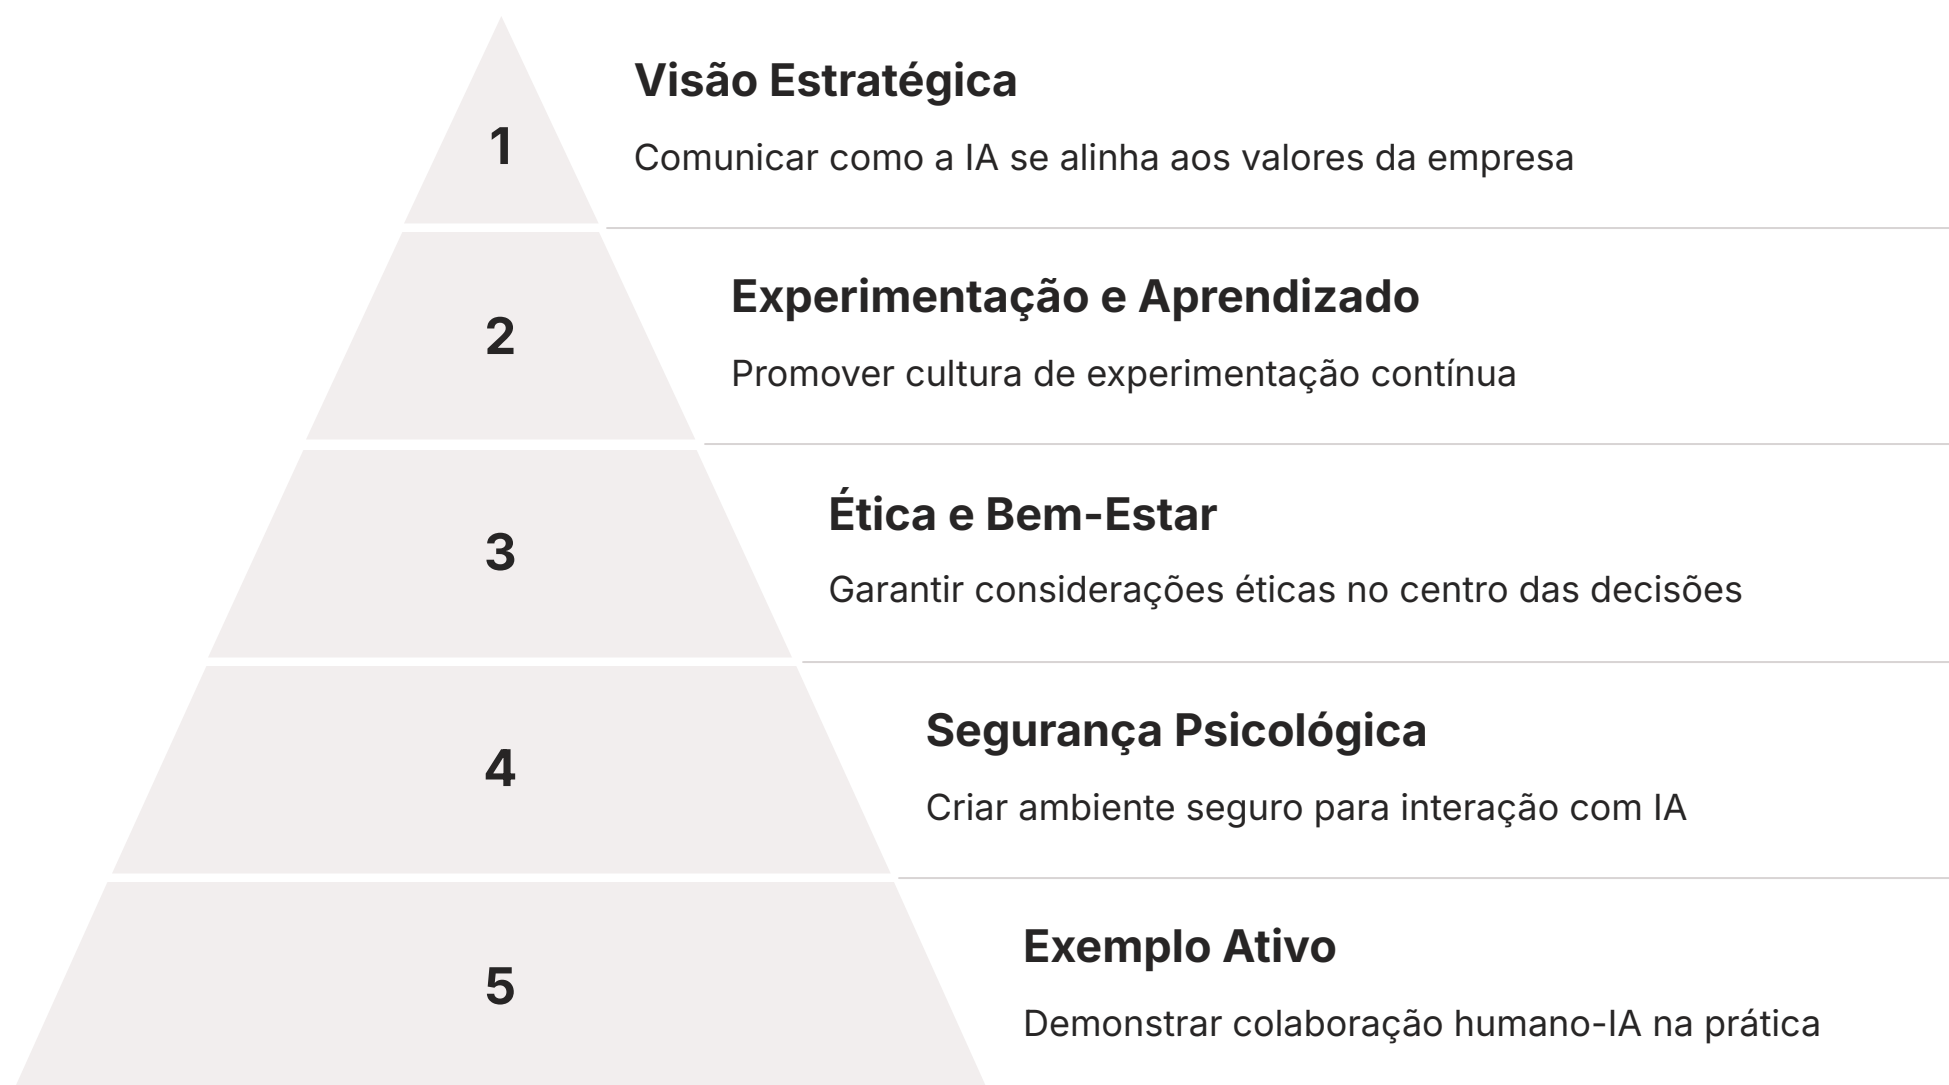 1
Visão Estratégica
Comunicar como a IA se alinha aos valores da empresa
2
Experimentação e Aprendizado
Promover cultura de experimentação contínua
3
Ética e Bem-Estar
Garantir considerações éticas no centro das decisões
4
Segurança Psicológica
Criar ambiente seguro para interação com IA
5
Exemplo Ativo
Demonstrar colaboração humano-IA na prática